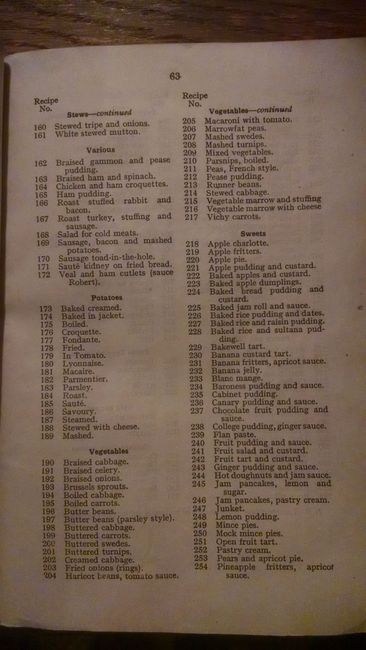 63
Recipe
No.
Stews—continued
160 Stewed tripe and onions.
161 White stewed mutton.
Various
162 Braised gammon and pease
pudding.
163 Braised ham and spinach.
164 Chicken and ham croquettes.
165 Ham pudding.
166 Roast stuffed rabbit and
bacon.
167 Roast turkey, stuffing and
sausage.
168 Salad for cold meats.
169 Sausage, bacon and mashed
potatoes.
170 Sausage toad-in-the-hole.
171 Sauté kidney on fried bread.
172 Veal and ham cutlets (sauce
Robert).
Potatoes
173 Baked creamed.
174 Baked in jacket.
175 Boiled.
176 Croquette.
177 Fondante.
178 Fried.
179 In Tomato.
180 Lyonnaise.
181 Macaire.
182 Parmentier.
183 Parsley.
184 Roast.
185 Sauté.
186 Savoury.
187 Steamed.
188 Stewed with cheese.
189 Mashed.
Vegetables
190 Braised cabbage.
191 Braised celery.
192 Braised onions.
193 Brussels sprouts.
194 Boiled cabbage.
195 Boiled carrots.
196 Butter beans.
197 Butter beans (parsley style).
198 Buttered cabbage.
199 Buttered carrots.
200 Buttered swedes.
201 Buttered turnips.
202 Creamed cabbage.
203 Fried onions (rings).
204 Haricot beans, tomato sauce.
Recipe
No.
Vegetables—continued
205 Macaroni with tomato.
206 Marrowfat peas.
207 Mashed swedes.
208 Mashed turnips.
209 Mixed vegetables.
210 Parsnips, boiled.
211 Peas, French style.
212 Pease pudding.
213 Runner beans.
214 Stewed cabbage.
215 Vegetable marrow and stuffing
216 Vegetable marrow with cheese
217 Vichy carrots.
Sweets
218 Apple charlotte.
219 Apple fritters.
220 Apple pie.
221 Apple pudding and custard.
222 Baked apples and custard.
223 Baked apple dumplings.
224 Baked bread pudding and
custard.
225 Baked jam roll and sauce.
226 Baked rice pudding and dates.
227 Baked rice and raisin pudding.
228 Baked rice and sultana pud-
ding.
229 Bakewell tart.
230 Banana custard tart.
231 Banana fritters, apricot sauce.
232 Banana jelly.
233 Blanc mange.
234 Baroness pudding and sauce.
235 Cabinet pudding.
236 Canary pudding and sauce.
237 Chocolate fruit pudding and
sauce.
238 College pudding, ginger sauce.
239 Flan paste.
240 Fruit pudding and sauce.
241 Fruit salad and custard.
242 Fruit tart and custard.
243 Ginger pudding and sauce.
244 Hot doughnuts and jam sauce.
245 Jam pancakes, lemon and
sugar.
246 Jam pancakes, pastry cream.
247 Junket.
248 Lemon pudding.
249 Mince pies.
250 Mock mince pies.
251 Open fruit tart.
252 Pastry cream.
253 Pears and apricot pie.
254 Pineapple fritters, apricot
sauce.